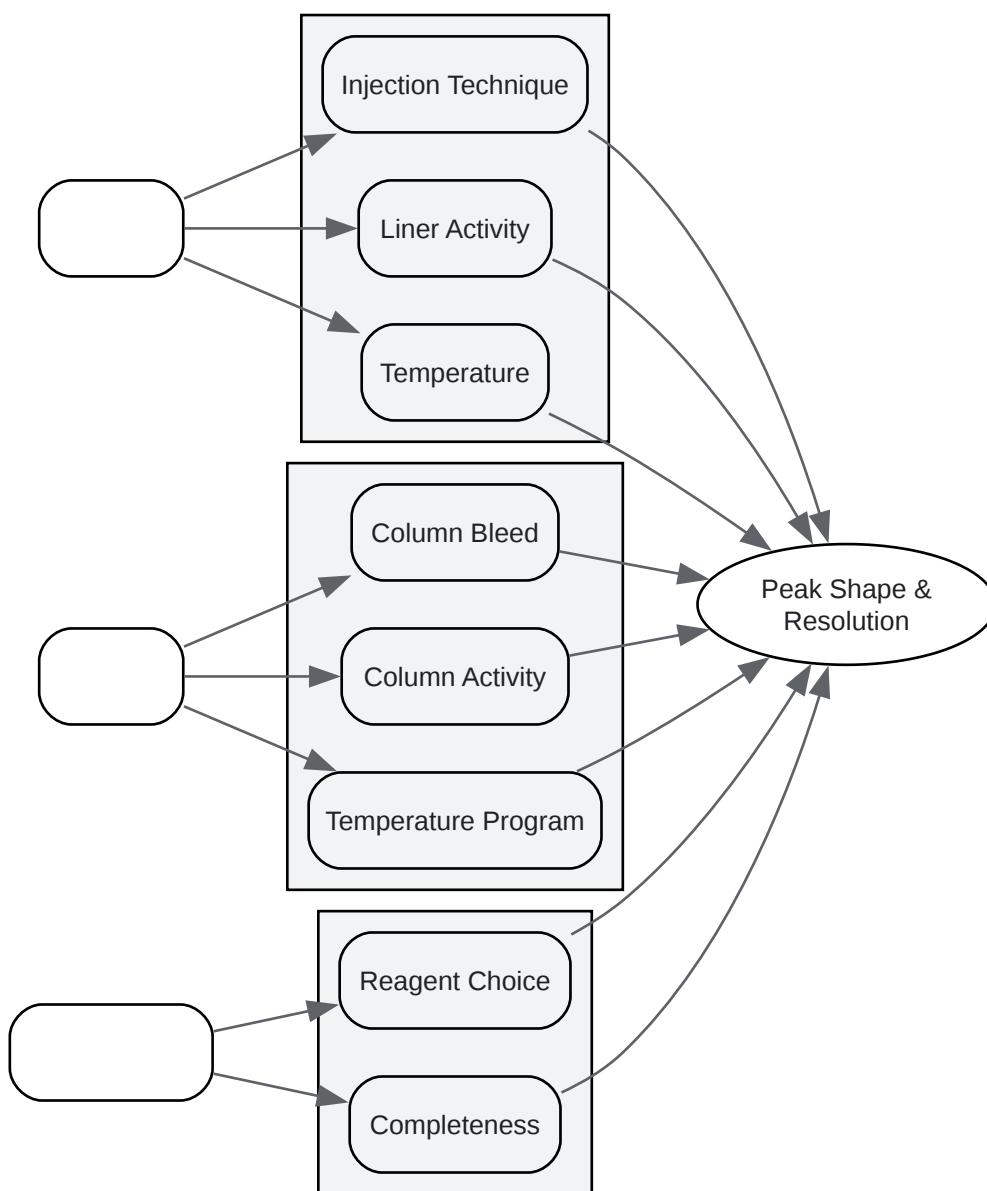 Injection Technique
Liner Activity
Temperature
Column Bleed
Column Activity
Temperature Program
Reagent Choice
Completeness
Peak Shape &
Resolution